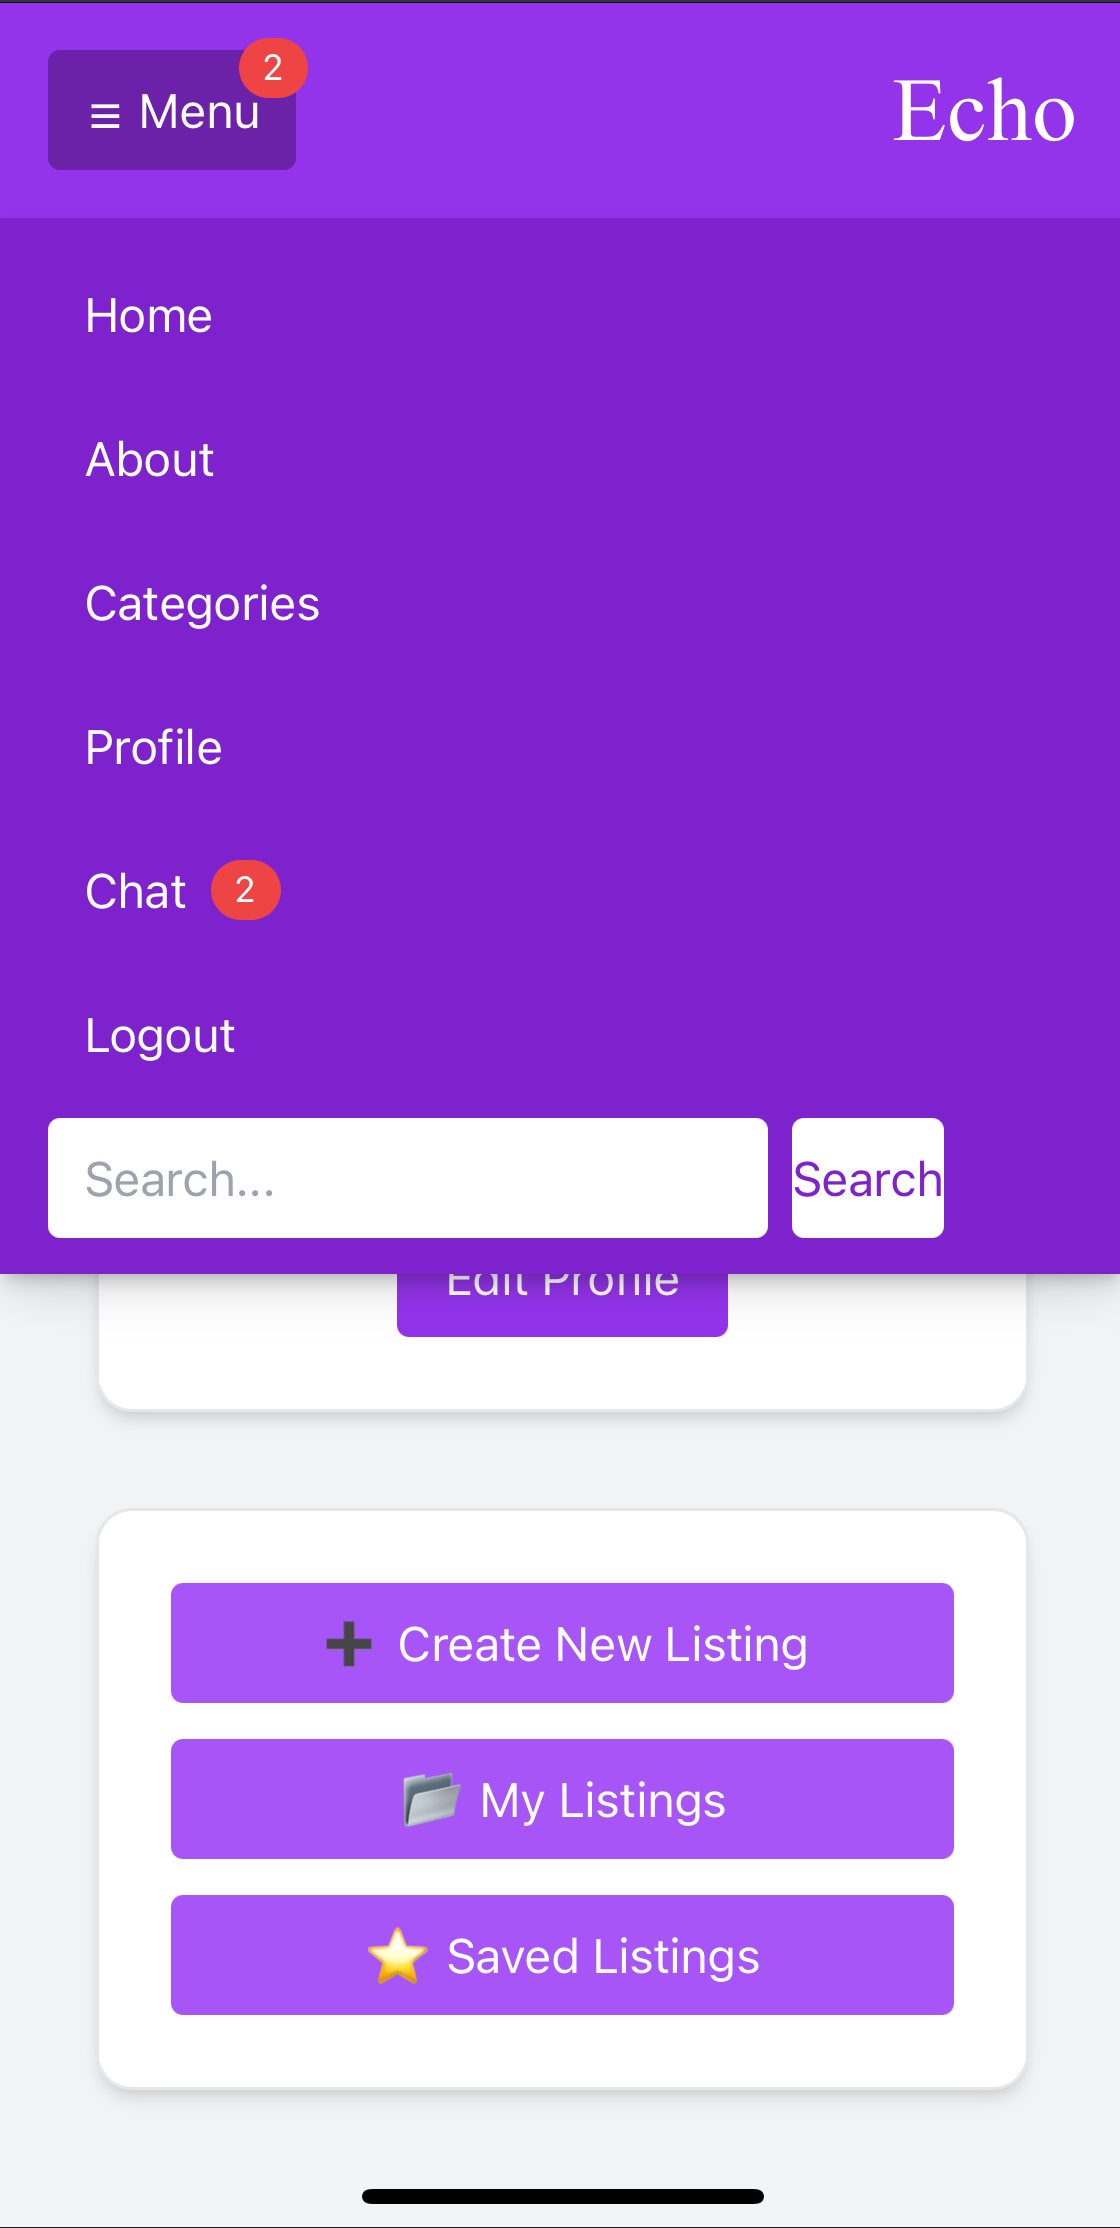 2
≡ Menu
Echo
Home
About
Categories
Profile
Chat 2
Logout
Search...
Search
Edit Profile
➕ Create New Listing
My Listings
Saved Listings